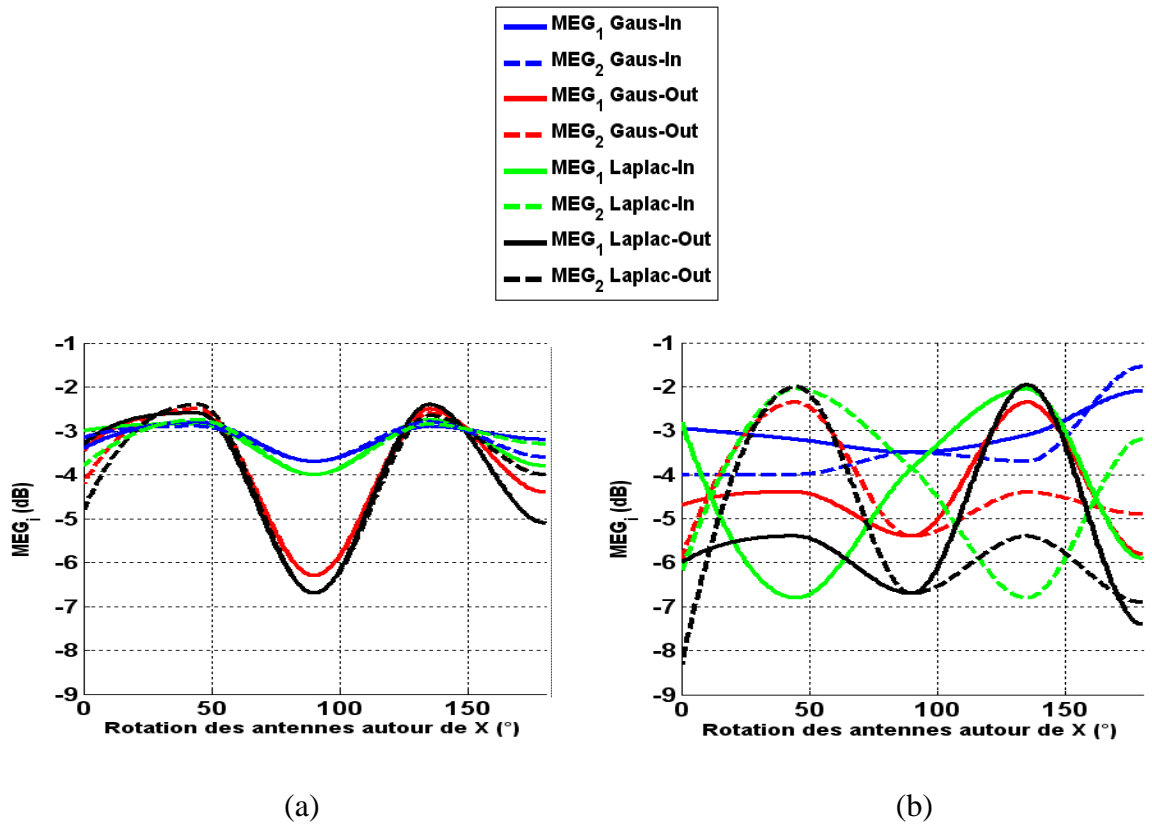 MEG1 Gaus-In
MEG2 Gaus-In
MEG1 Gaus-Out
MEG2 Gaus-Out
MEG1 Laplac-In
MEG2 Laplac-In
MEG1 Laplac-Out
MEG2 Laplac-Out
-1
-2
-3
-4
-5
-6
-7
-8
-9
0 50 100 150
MEGi (dB)
Rotation des antennes autour de X (°)
(a)
-1
-2
-3
-4
-5
-6
-7
-8
-9
0 50 100 150
MEGi (dB)
Rotation des antennes autour de X (°)
(b)